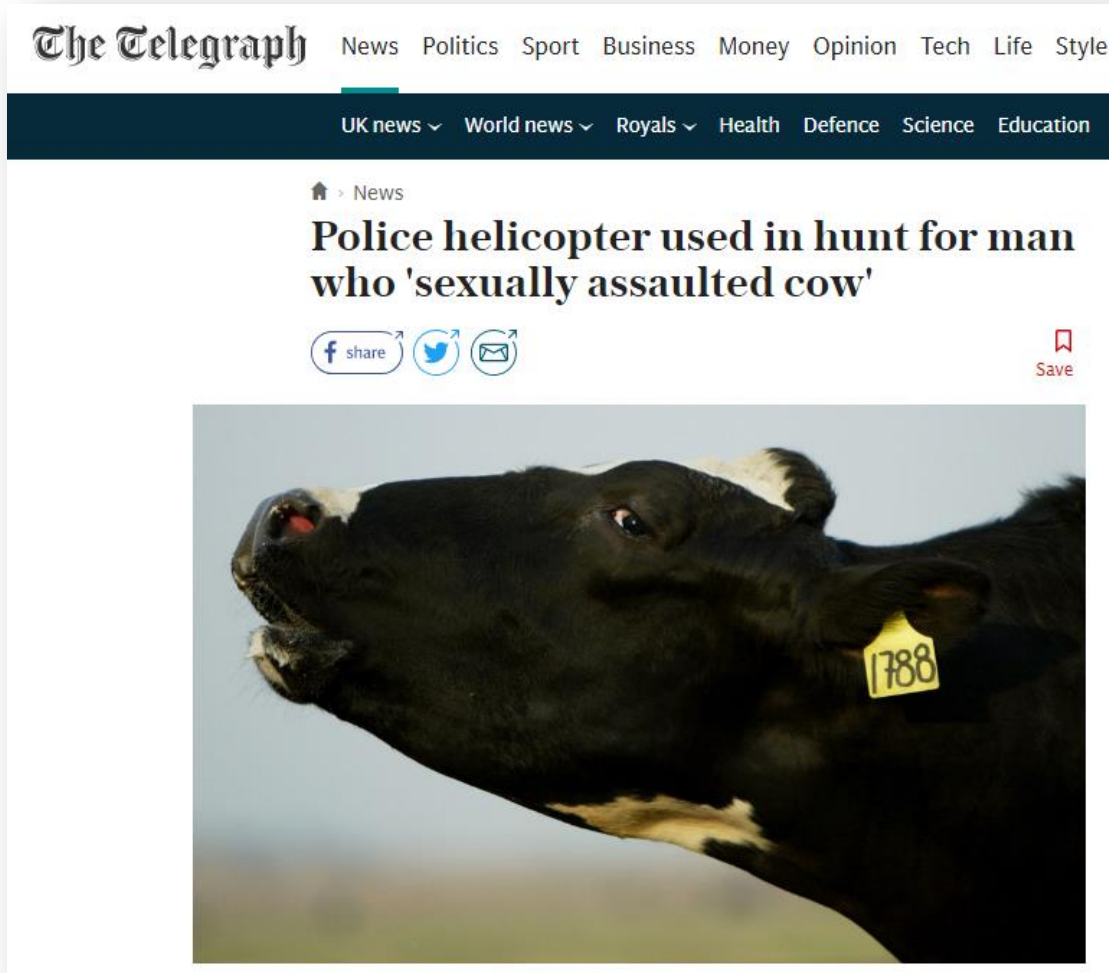 The Telegraph
News Politics Sport Business Money Opinion Tech Life Style
UK news World news Royals Health Defence Science Education
News
Police helicopter used in hunt for man
who 'sexually assaulted cow'
share
Save
1788